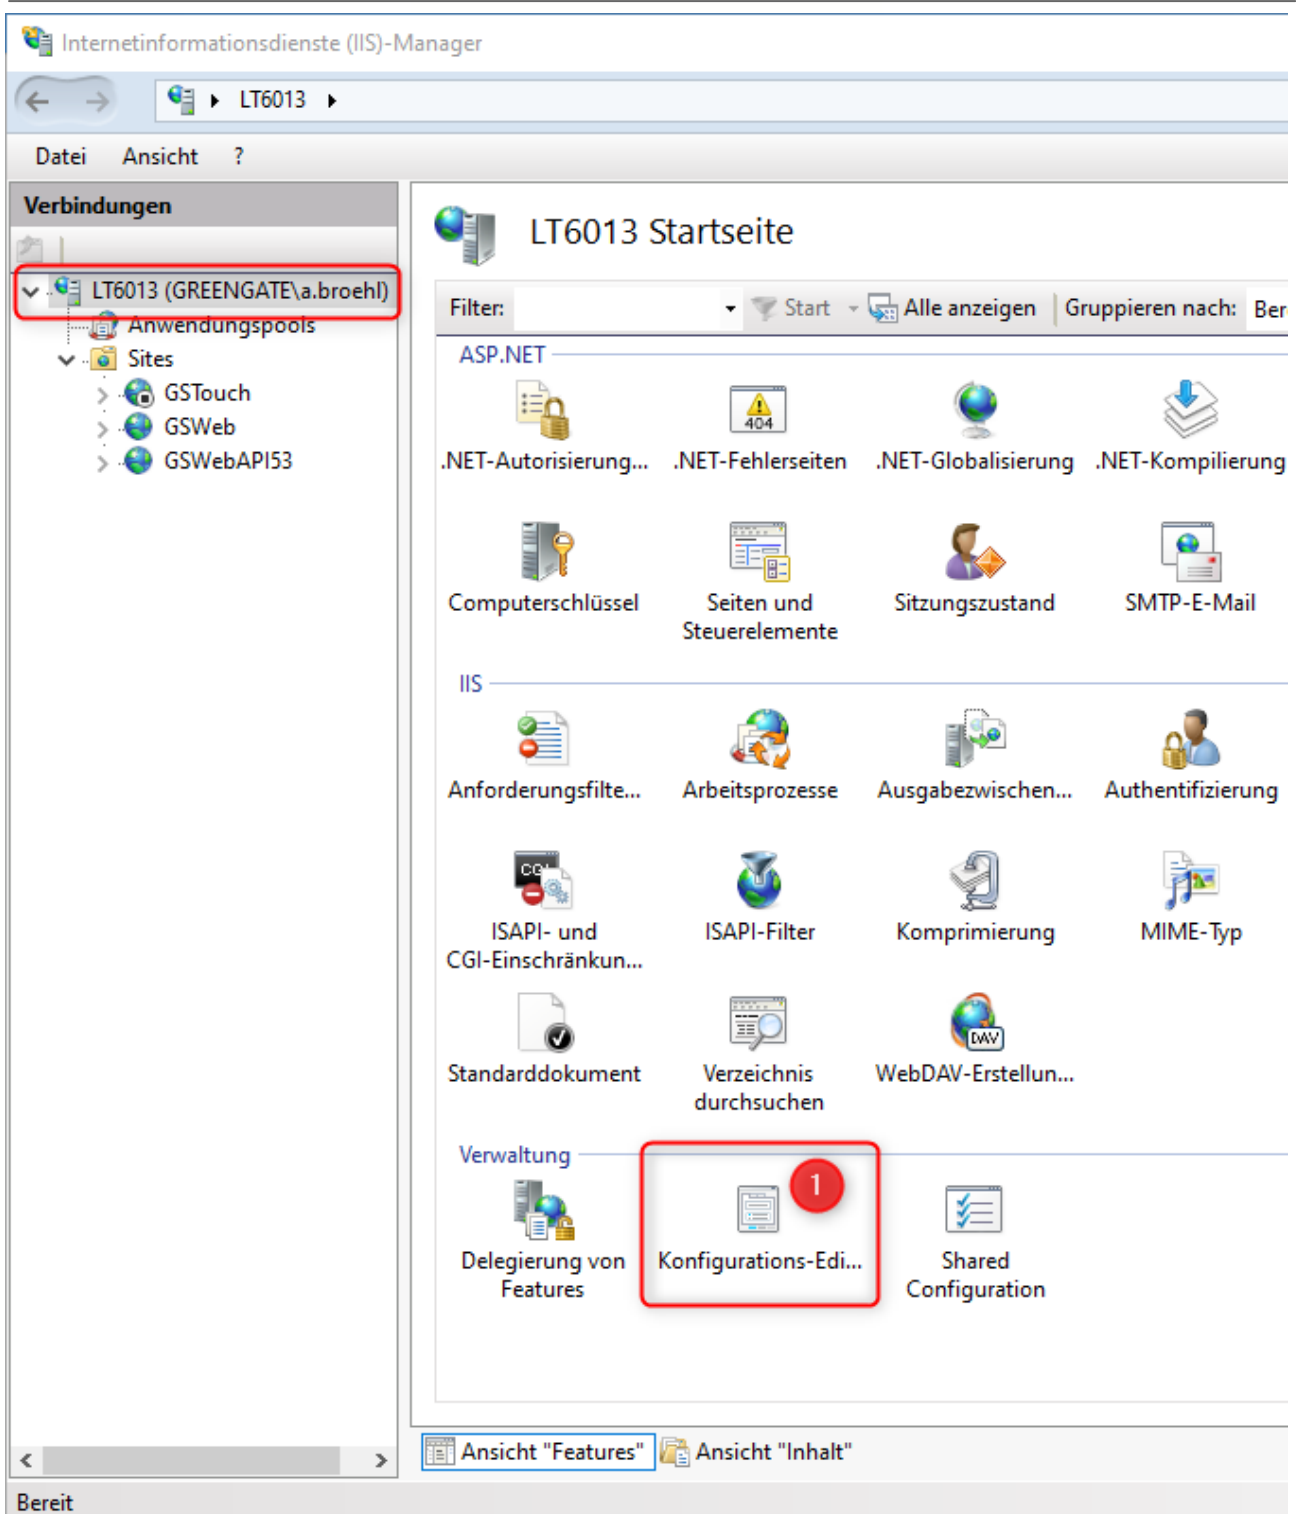 Internetinformationsdienste (IIS)-Manager
LT6013
Datei Ansicht ?
Verbindungen
LT6013 (GREENGATE\a.broehl)
Anwendungspools
Sites
GSTouch
GSWeb
GSWebAPI53
LT6013 Startseite
Filter: Start Alle anzeigen Gruppieren nach: Ber
ASP.NET
404
.NET-Autorisierung... .NET-Fehlerseiten .NET-Globalisierung .NET-Kompilierung
Computerschlüssel Seiten und Sitzungszustand SMTP-E-Mail
Steuerelemente
IIS
Anforderungsfilte... Arbeitsprozesse Ausgabezwischen... Authentifizierung
ISAPI- und ISAPI-Filter Komprimierung MIME-Typ
CGI-Einschränkun...
DAV
Standarddokument Verzeichnis WebDAV-Erstellun...
durchsuchen
Verwaltung
1
Delegierung von Konfigurations-Edi... Shared
Features Configuration
Ansicht "Features" Ansicht "Inhalt"
Bereit